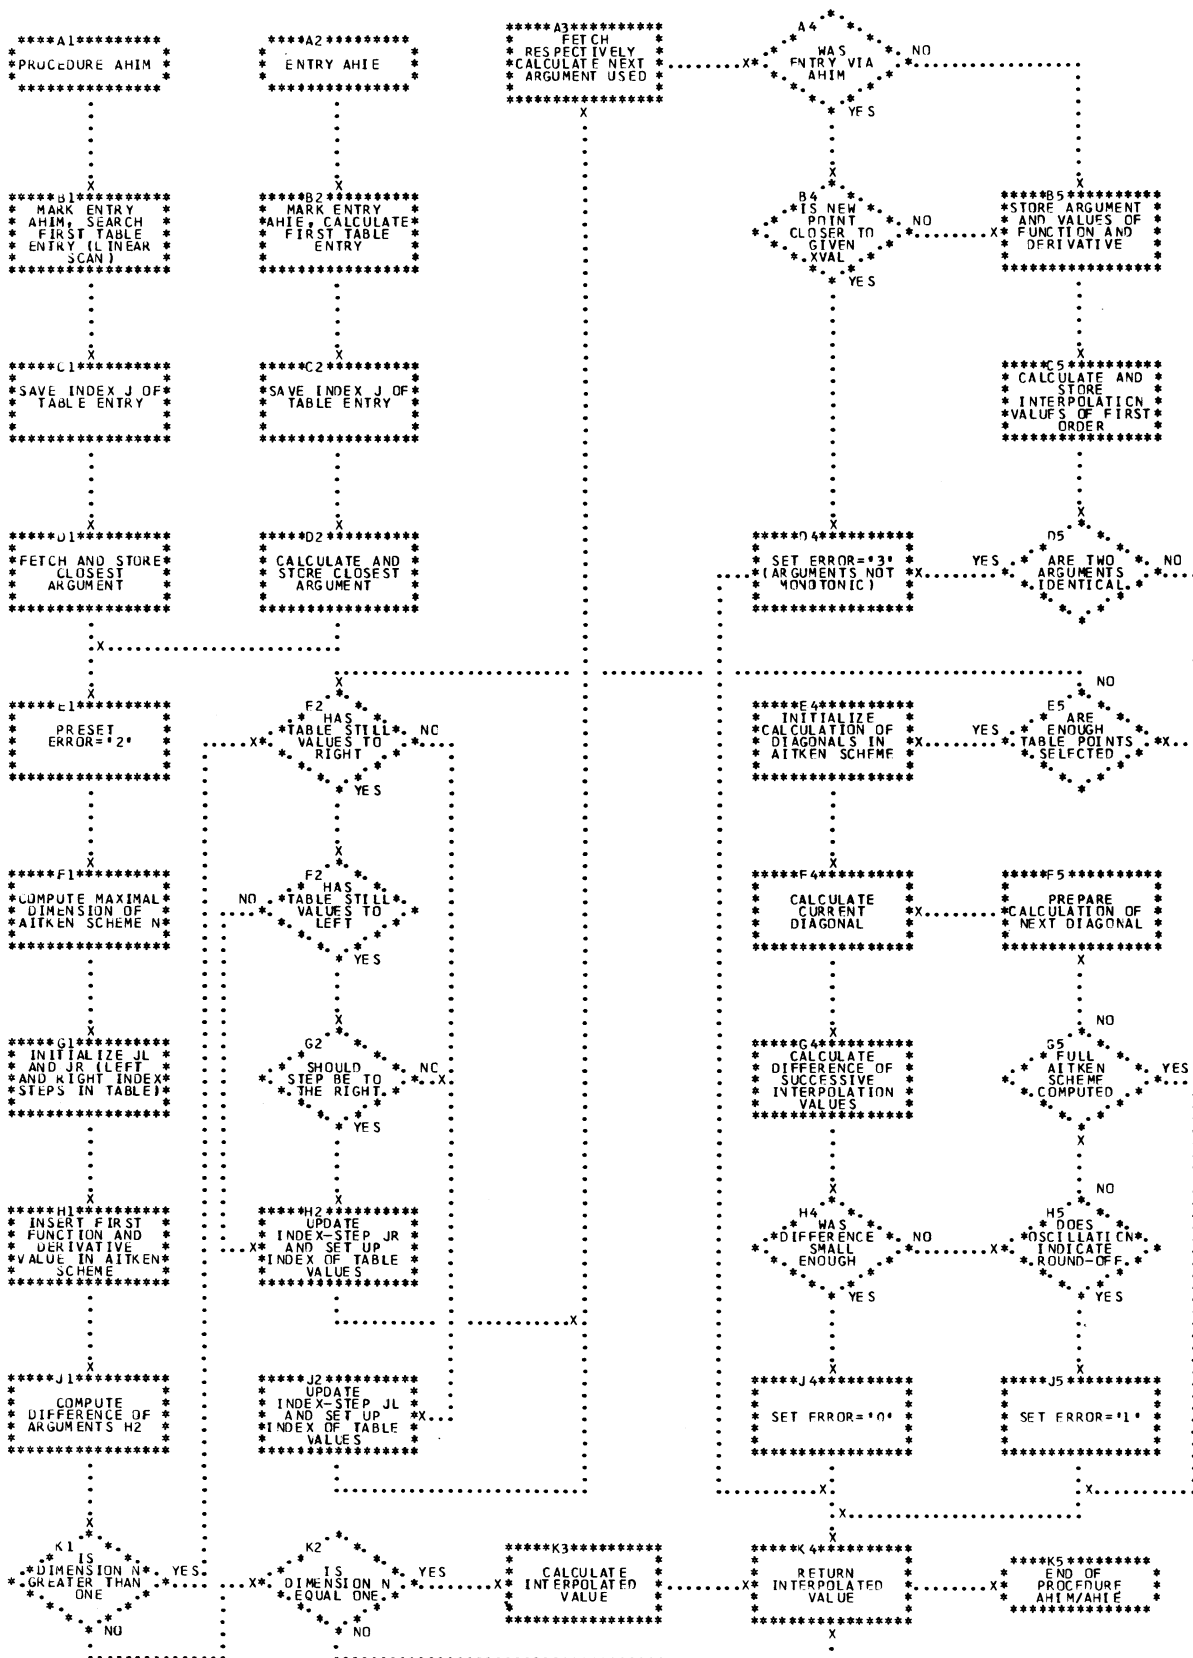 A1
PROCEDURE AHIM
A2
ENTRY AHIE
A3
FETCH
RESPECTIVELY
CALCULATE NEXT
ARGUMENT USED
A4
WAS
ENTRY VIA
AHIM
NO
YES
B1
MARK ENTRY
AHIM, SEARCH
FIRST TABLE
ENTRY (LINEAR
SCAN)
B2
MARK ENTRY
AHIE, CALCULATE
FIRST TABLE
ENTRY
B4
IS NEW
POINT
CLOSER TO
GIVEN
XVAL
NO
YES
B5
STORE ARGUMENT
AND VALUES OF
FUNCTION AND
DERIVATIVE
C1
SAVE INDEX J OF
TABLE ENTRY
C2
SAVE INDEX J OF
TABLE ENTRY
C5
CALCULATE AND
STORE
INTERPOLATION
VALUES OF FIRST
ORDER
D1
FETCH AND STORE
CLOSEST
ARGUMENT
D2
CALCULATE AND
STORE CLOSEST
ARGUMENT
D4
SET ERROR='3'
(ARGUMENTS NOT
MONOTONIC)
YES
D5
ARE TWO
ARGUMENTS
IDENTICAL
NO
E1
PRESET
ERROR='2'
F2
HAS
TABLE STILL
VALUES TO
RIGHT
NO
YES
E4
INITIALIZE
CALCULATION OF
DIAGONALS IN
AITKEN SCHEME
YES
NO
E5
ARE
ENOUGH
TABLE POINTS
SELECTED
F1
COMPUTE MAXIMAL
DIMENSION OF
AITKEN SCHEME N
NO
F2
HAS
TABLE STILL
VALUES TO
LEFT
YES
F4
CALCULATE
CURRENT
DIAGONAL
F5
PREPARE
CALCULATION OF
NEXT DIAGONAL
G1
INITIALIZE JL
AND JR (LEFT
AND RIGHT INDEX
STEPS IN TABLE)
G2
SHOULD
STEP BE TO
THE RIGHT
NO
YES
G4
CALCULATE
DIFFERENCE OF
SUCCESSIVE
INTERPOLATION
VALUES
NO
G5
FULL
AITKEN
SCHEME
COMPUTED
YES
H1
INSERT FIRST
FUNCTION AND
DERIVATIVE
VALUE IN AITKEN
SCHEME
H2
UPDATE
INDEX-STEP JR
AND SET UP
INDEX OF TABLE
VALUES
H4
WAS
DIFFERENCE
SMALL
ENOUGH
NO
YES
NO
H5
DOES
OSCILLATION
INDICATE
ROUND-OFF
YES
J1
COMPUTE
DIFFERENCE OF
ARGUMENTS H2
J2
UPDATE
INDEX-STEP JL
AND SET UP
INDEX OF TABLE
VALUES
J4
SET ERROR='0'
J5
SET ERROR='1'
K1
IS
DIMENSION N
GREATER THAN
ONE
YES
NO
K2
IS
DIMENSION N
EQUAL ONE
YES
NO
K3
CALCULATE
INTERPOLATED
VALUE
K4
RETURN
INTERPOLATED
VALUE
K5
END OF
PROCEDURE
AHIM/AHIE